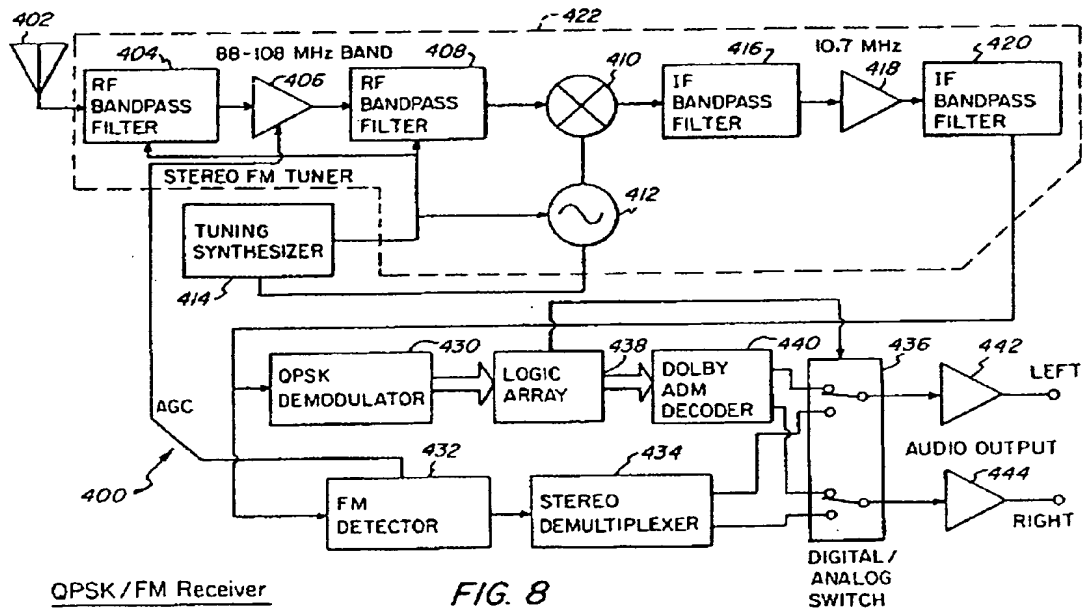 402
422
404
88-108 MHz BAND
408
410
416
10.7 MHz
420
406
418
RF
BANDPASS
FILTER
RF
BANDPASS
FILTER
IF
BANDPASS
FILTER
IF
BANDPASS
FILTER
STEREO FM TUNER
412
TUNING
SYNTHESIZER
414
430
438
440
436
442
QPSK
DEMODULATOR
LOGIC
ARRAY
DOLBY
ADM
DECODER
LEFT
AGC
400
432
434
AUDIO OUTPUT
444
FM
DETECTOR
STEREO
DEMULTIPLEXER
RIGHT
DIGITAL/
ANALOG
SWITCH
QPSK/FM Receiver
FIG. 8